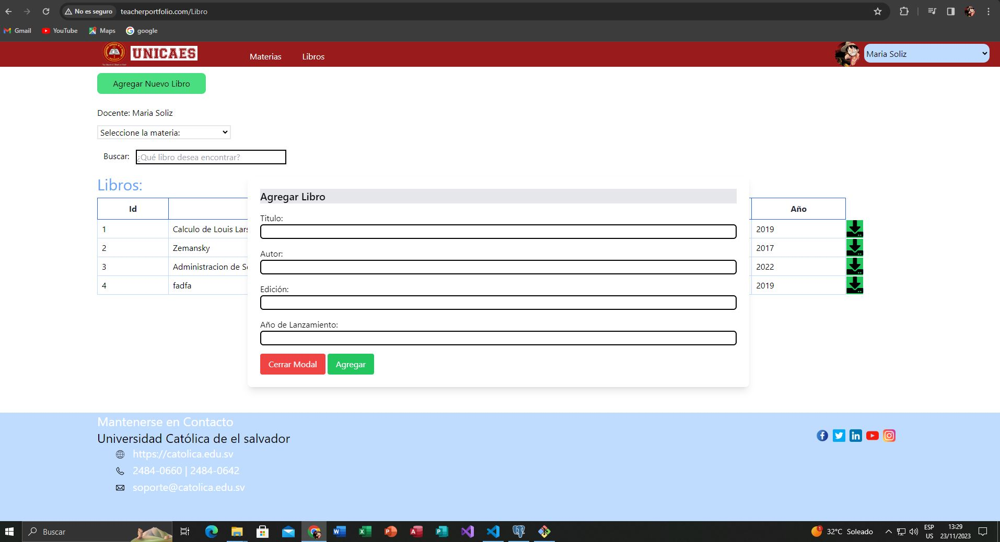 No es seguro teacherportfolio.com/Libro
Gmail YouTube Maps google
UNICAES Materias Libros Maria Soliz
Agregar Nuevo Libro
Docente: Maria Soliz
Seleccione la materia:
Buscar: ¿Qué libro desea encontrar?
Libros:
Id Año
1 Calculo de Louis Lars 2019
2 Zemansky 2017
3 Administracion de Se 2022
4 fadfa 2019
Agregar Libro
Titulo:
Autor:
Edición:
Año de Lanzamiento:
Cerrar Modal Agregar
Mantenerse en Contacto
Universidad Católica de el salvador
https://catolica.edu.sv
2484-0660 | 2484-0642
soporte@catolica.edu.sv
Buscar 32°C Soleado ESP 13:29
US 23/11/2023